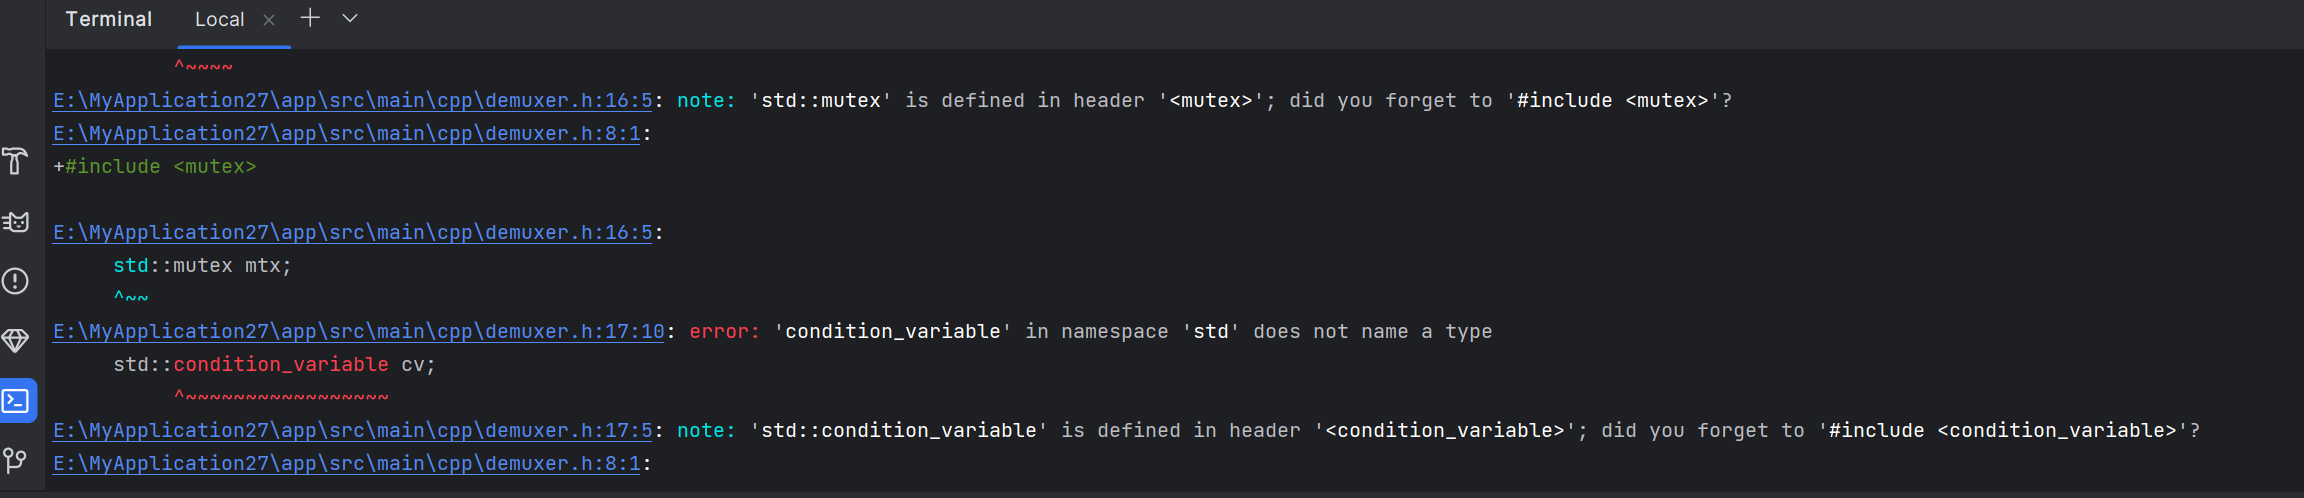 Terminal Local
^~~~~
E:\MyApplication27\app\src\main\cpp\demuxer.h:16:5: note: 'std::mutex' is defined in header '<mutex>'; did you forget to '#include <mutex>'?
E:\MyApplication27\app\src\main\cpp\demuxer.h:8:1:
+#include <mutex>
E:\MyApplication27\app\src\main\cpp\demuxer.h:16:5:
std::mutex mtx;
^~~
E:\MyApplication27\app\src\main\cpp\demuxer.h:17:10: error: 'condition_variable' in namespace 'std' does not name a type
std::condition_variable cv;
^~~~~~~~~~~~~~~~~~
E:\MyApplication27\app\src\main\cpp\demuxer.h:17:5: note: 'std::condition_variable' is defined in header '<condition_variable>'; did you forget to '#include <condition_variable>'?
E:\MyApplication27\app\src\main\cpp\demuxer.h:8:1: